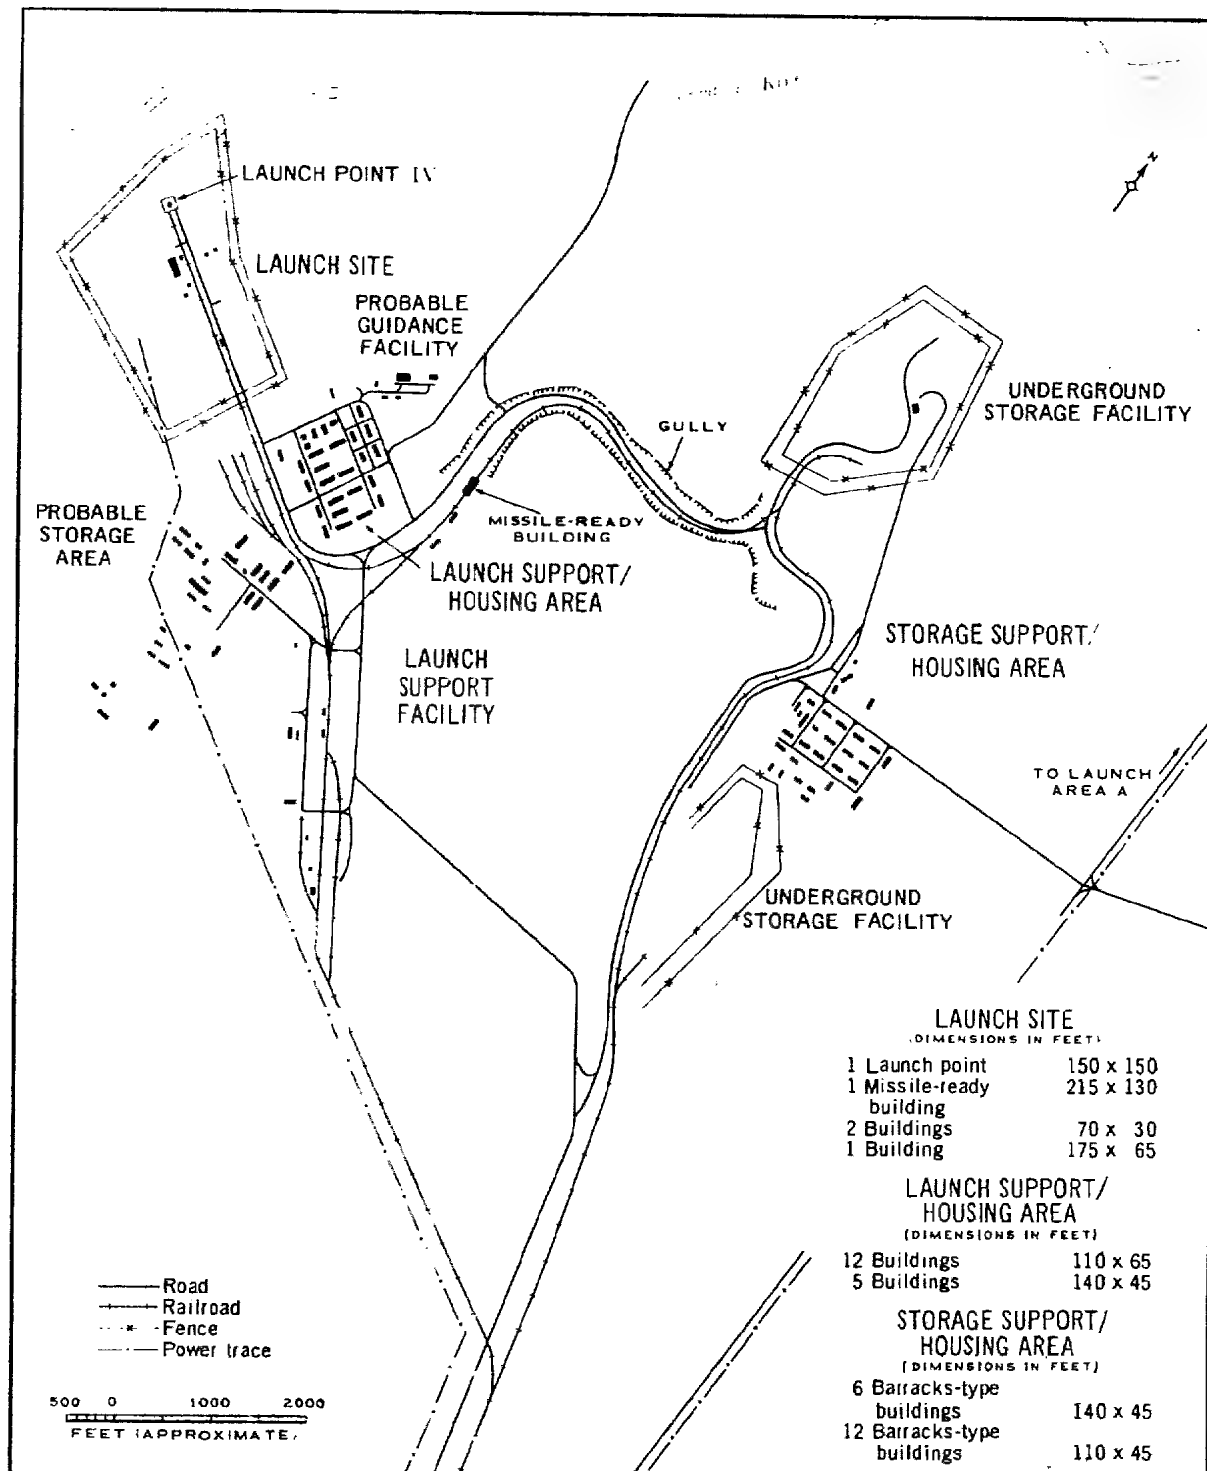 N
LAUNCH POINT IV
LAUNCH SITE
PROBABLE
GUIDANCE
FACILITY
UNDERGROUND
STORAGE FACILITY
GULLY
PROBABLE
STORAGE
AREA
MISSILE-READY
BUILDING
LAUNCH SUPPORT/
HOUSING AREA
STORAGE SUPPORT/
HOUSING AREA
LAUNCH
SUPPORT
FACILITY
TO LAUNCH
AREA A
UNDERGROUND
STORAGE FACILITY
LAUNCH SITE
(DIMENSIONS IN FEET)
1 Launch point 150 x 150
1 Missile-ready 215 x 130
building
2 Buildings 70 x 30
1 Building 175 x 65
LAUNCH SUPPORT/
HOUSING AREA
(DIMENSIONS IN FEET)
12 Buildings 110 x 65
5 Buildings 140 x 45
STORAGE SUPPORT/
HOUSING AREA
(DIMENSIONS IN FEET)
6 Barracks-type
buildings 140 x 45
12 Barracks-type
buildings 110 x 45
Road
Railroad
Fence
Power trace
500 0 1000 2000
FEET (APPROXIMATE)